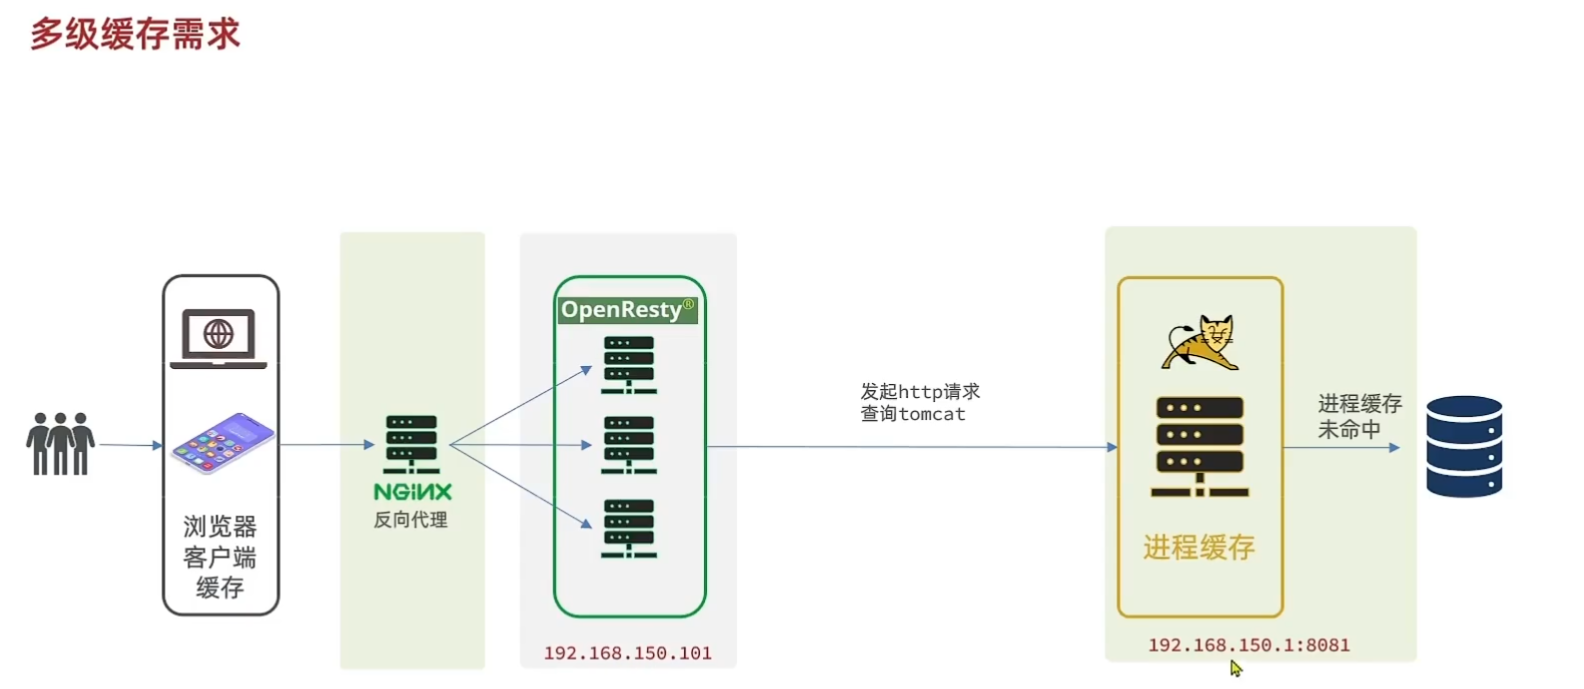 多级缓存需求
浏览器
客户端
缓存
NGINX
反向代理
OpenResty®
192.168.150.101
发起http请求
查询tomcat
进程缓存
192.168.150.1:8081
进程缓存
未命中